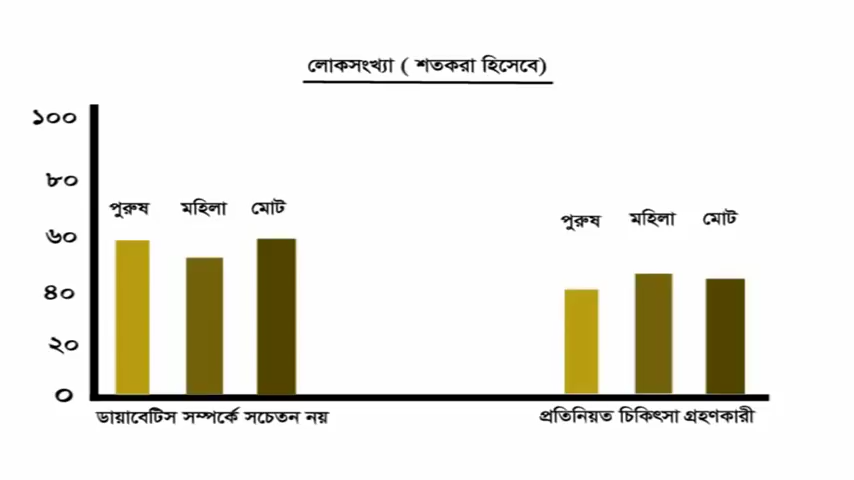 লোকসংখ্যা ( শতকরা হিসেবে)
১০০
৮০
পুরুষ মহিলা মোট
পুরুষ মহিলা মোট
৬০
৪০
২০
০
ডায়াবেটিস সম্পর্কে সচেতন নয়
প্রতিনিয়ত চিকিৎসা গ্রহণকারী